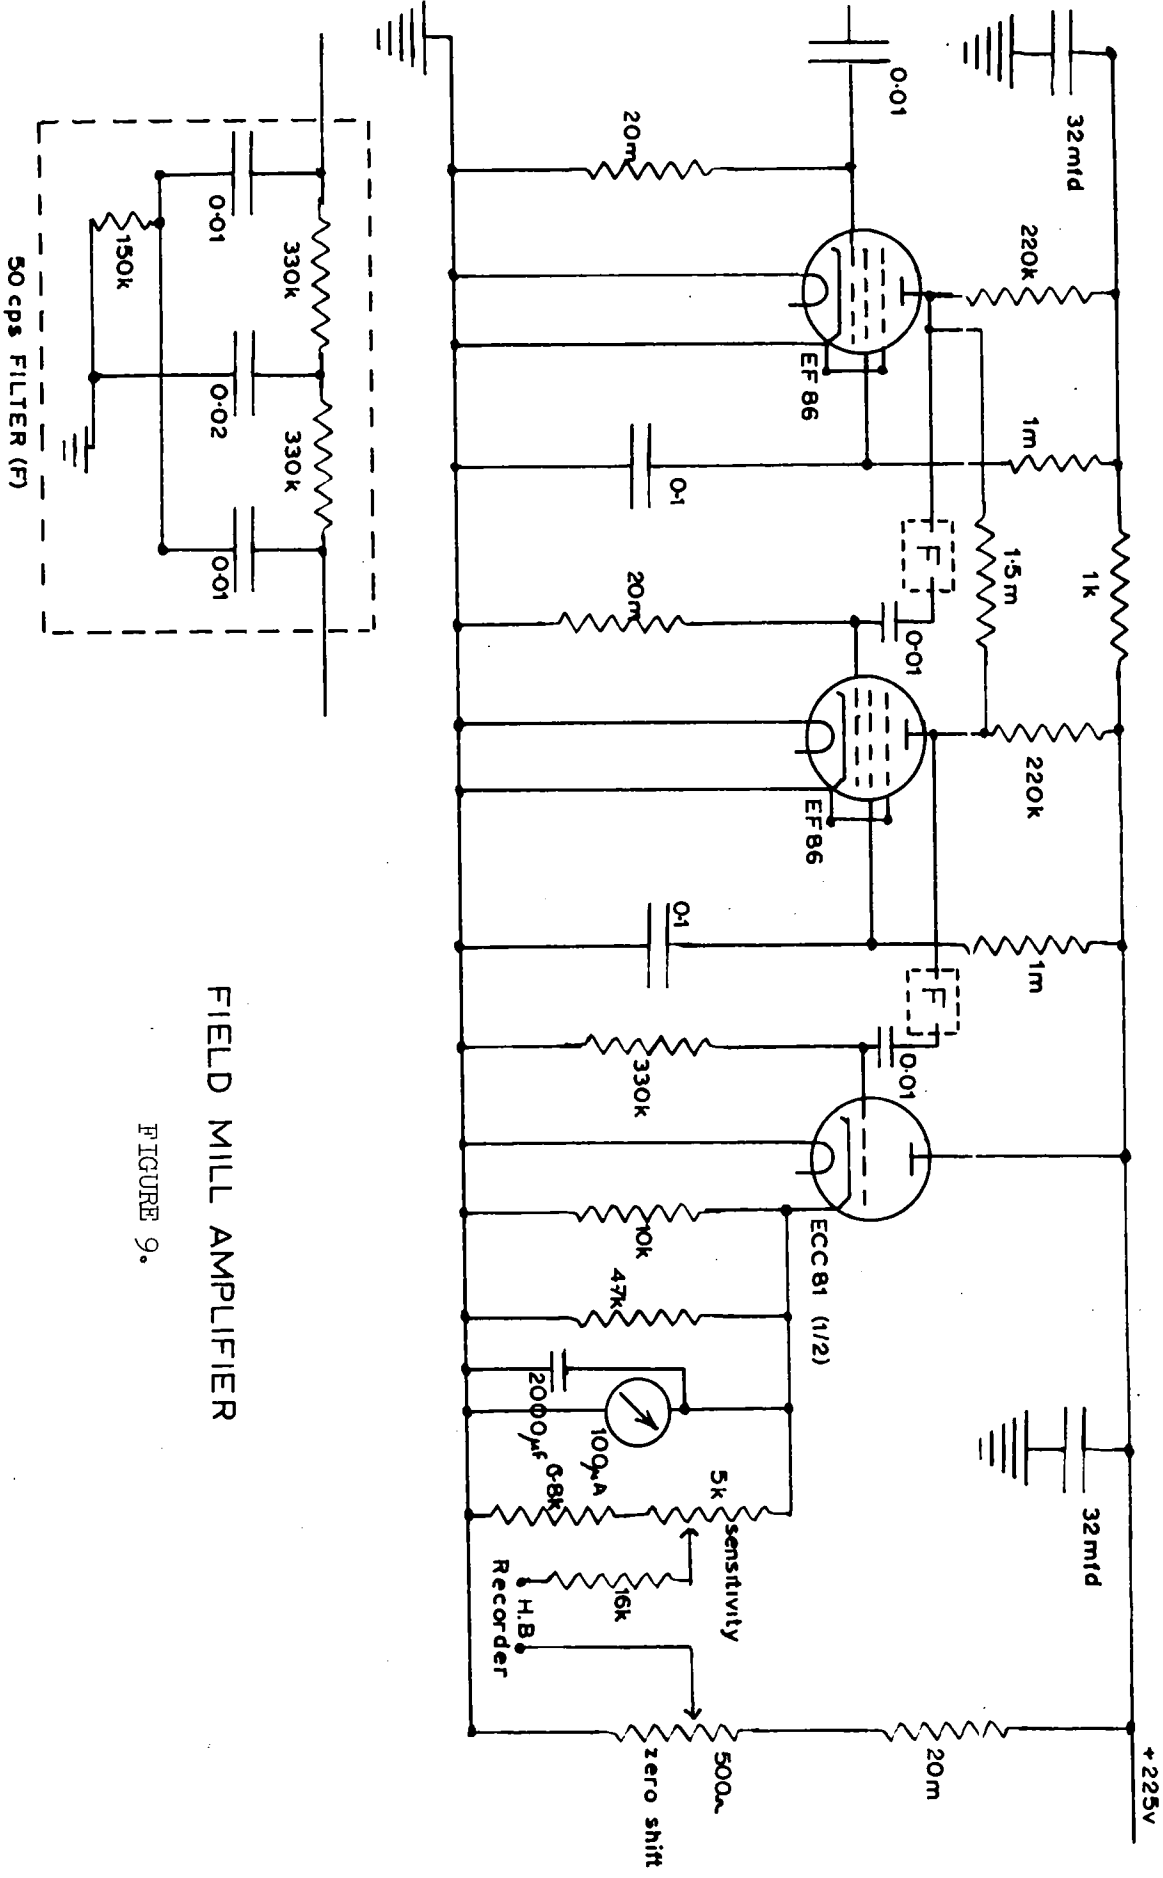 +225v
32mfd
32mfd
220k
1m
1k
220k
1m
20m
0·01
1·5m
F
0·01
F
0·01
EF86
EF86
ECC81 (1/2)
20m
0·1
20m
0·1
330k
10k
47k
2000μF
100μA
6·8k
5k
sensitivity
16k
H.B
Recorder
500Ω
zero shift
330k
330k
0·01
0·02
0·01
150k
50 cps FILTER (F)
FIELD MILL AMPLIFIER
FIGURE 9.